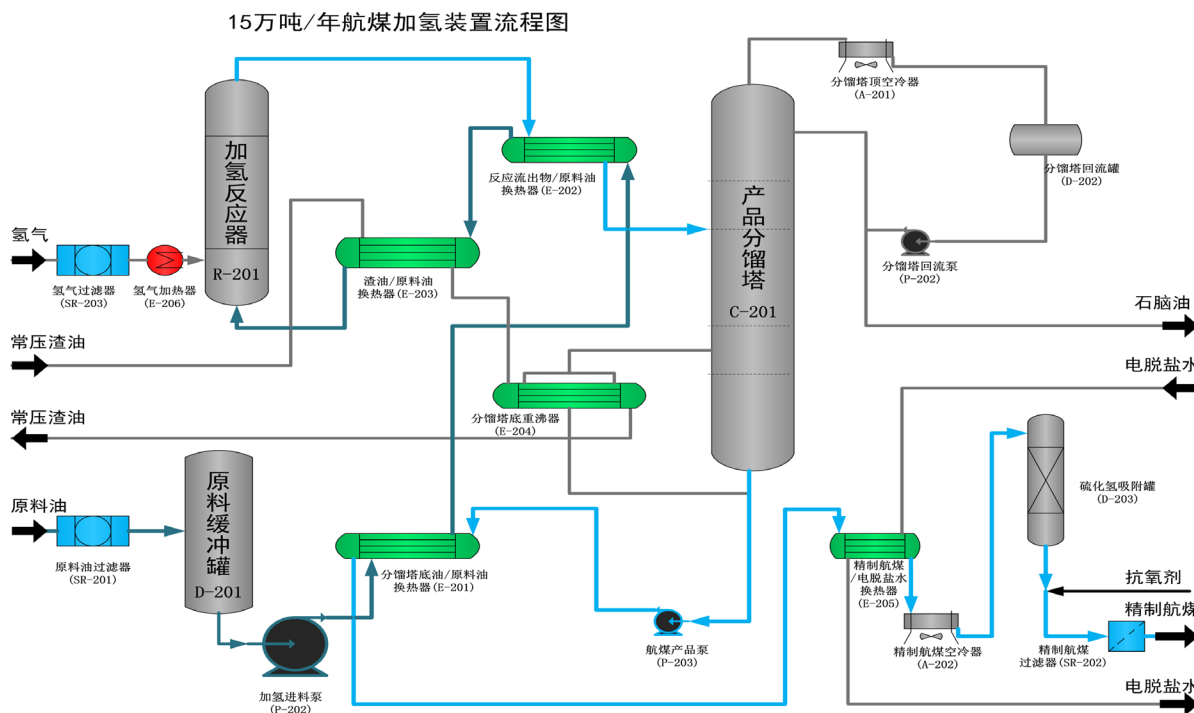 15万吨/年航煤加氢装置流程图
分馏塔顶空冷器
(A-201)
加氢反应器
R-201
反应流出物/原料油
换热器(E-202)
分馏塔回流罐
(D-202)
产品分馏塔
C-201
氢气
氢气过滤器
(SR-203)
氢气加热器
(E-206)
渣油/原料油
换热器(E-203)
分馏塔回流泵
(P-202)
石脑油
常压渣油
电脱盐水
常压渣油
分馏塔底重沸器
(E-204)
原料缓冲罐
D-201
硫化氢吸附罐
(D-203)
原料油
原料油过滤器
(SR-201)
分馏塔底油/原料油
换热器(E-201)
精制航煤
/电脱盐水
换热器
(E-205)
抗氧剂
精制航煤
航煤产品泵
(P-203)
精制航煤空冷器
(A-202)
精制航煤
过滤器(SR-202)
加氢进料泵
(P-202)
电脱盐水